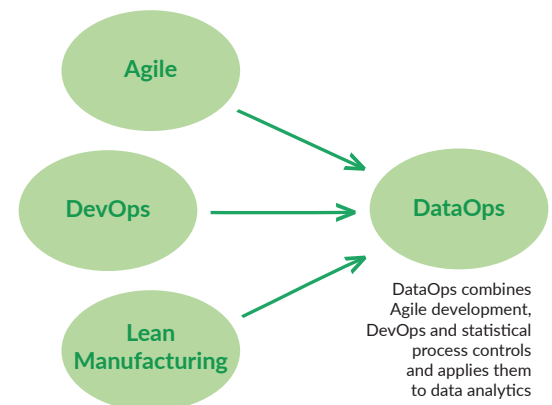 Agile
DevOps
DataOps
Lean
Manufacturing
DataOps combines
Agile development,
DevOps and statistical
process controls
and applies them
to data analytics